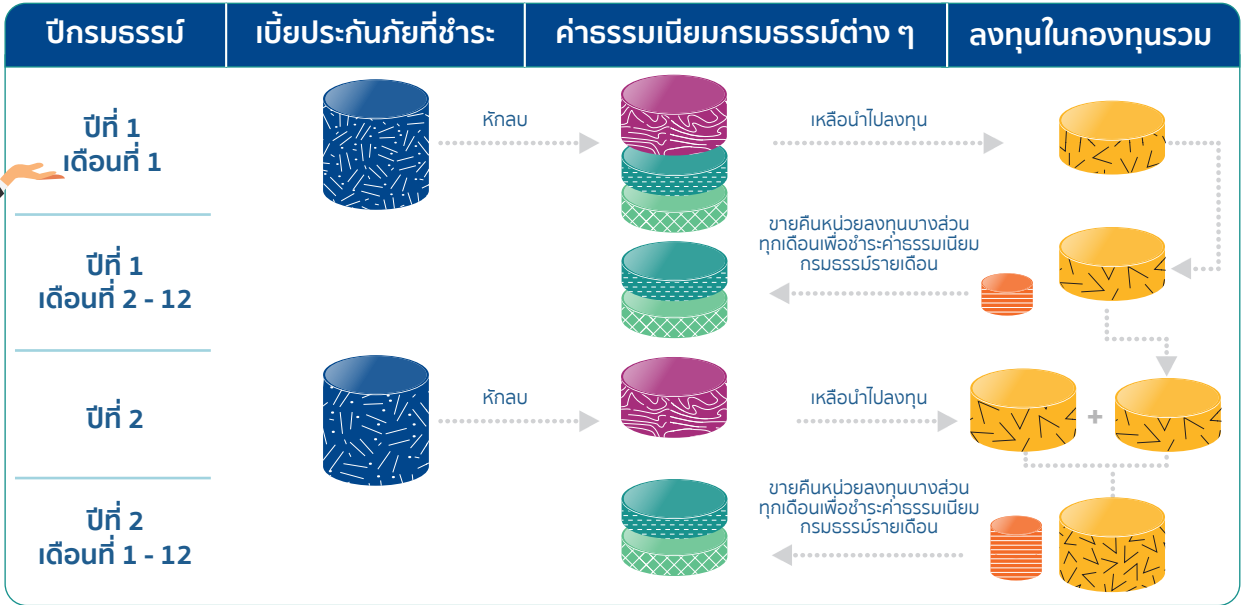 ปีกรมธรรม์
เบี้ยประกันภัยที่ชำระ
ค่าธรรมเนียมกรมธรรม์ต่าง ๆ
ลงทุนในกองทุนรวม
ปีที่ 1
เดือนที่ 1
หักลบ
เหลือนำไปลงทุน
ปีที่ 1
เดือนที่ 2 - 12
ขายคืนหน่วยลงทุนบางส่วน
ทุกเดือนเพื่อชำระค่าธรรมเนียม
กรมธรรม์รายเดือน
ปีที่ 2
หักลบ
เหลือนำไปลงทุน
+
ปีที่ 2
เดือนที่ 1 - 12
ขายคืนหน่วยลงทุนบางส่วน
ทุกเดือนเพื่อชำระค่าธรรมเนียม
กรมธรรม์รายเดือน